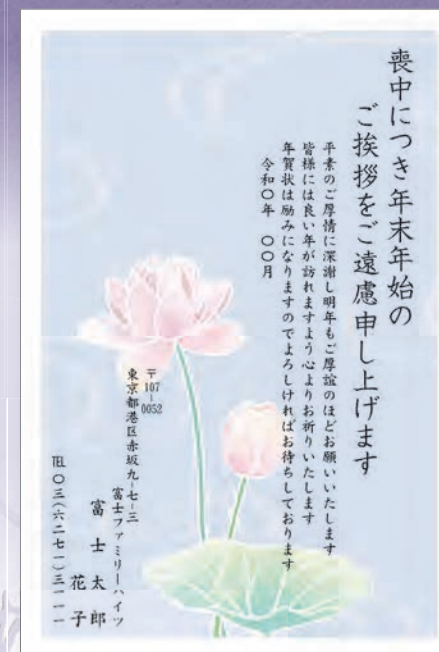 喪中につき年末年始の
ご挨拶をご遠慮申し上げます
平素のご厚情に深謝し明年もご厚誼のほどお願いいたします
皆様には良い年が訪れますよう心よりお祈りいたします
年賀状は励みになりますのでよろしければお待ちしております
令和〇年 〇〇月
〒107-0052
東京都港区赤坂九-七-三
富士ファミリーハイツ
富士太郎
花子
TEL 〇三(六二七一)三一一一